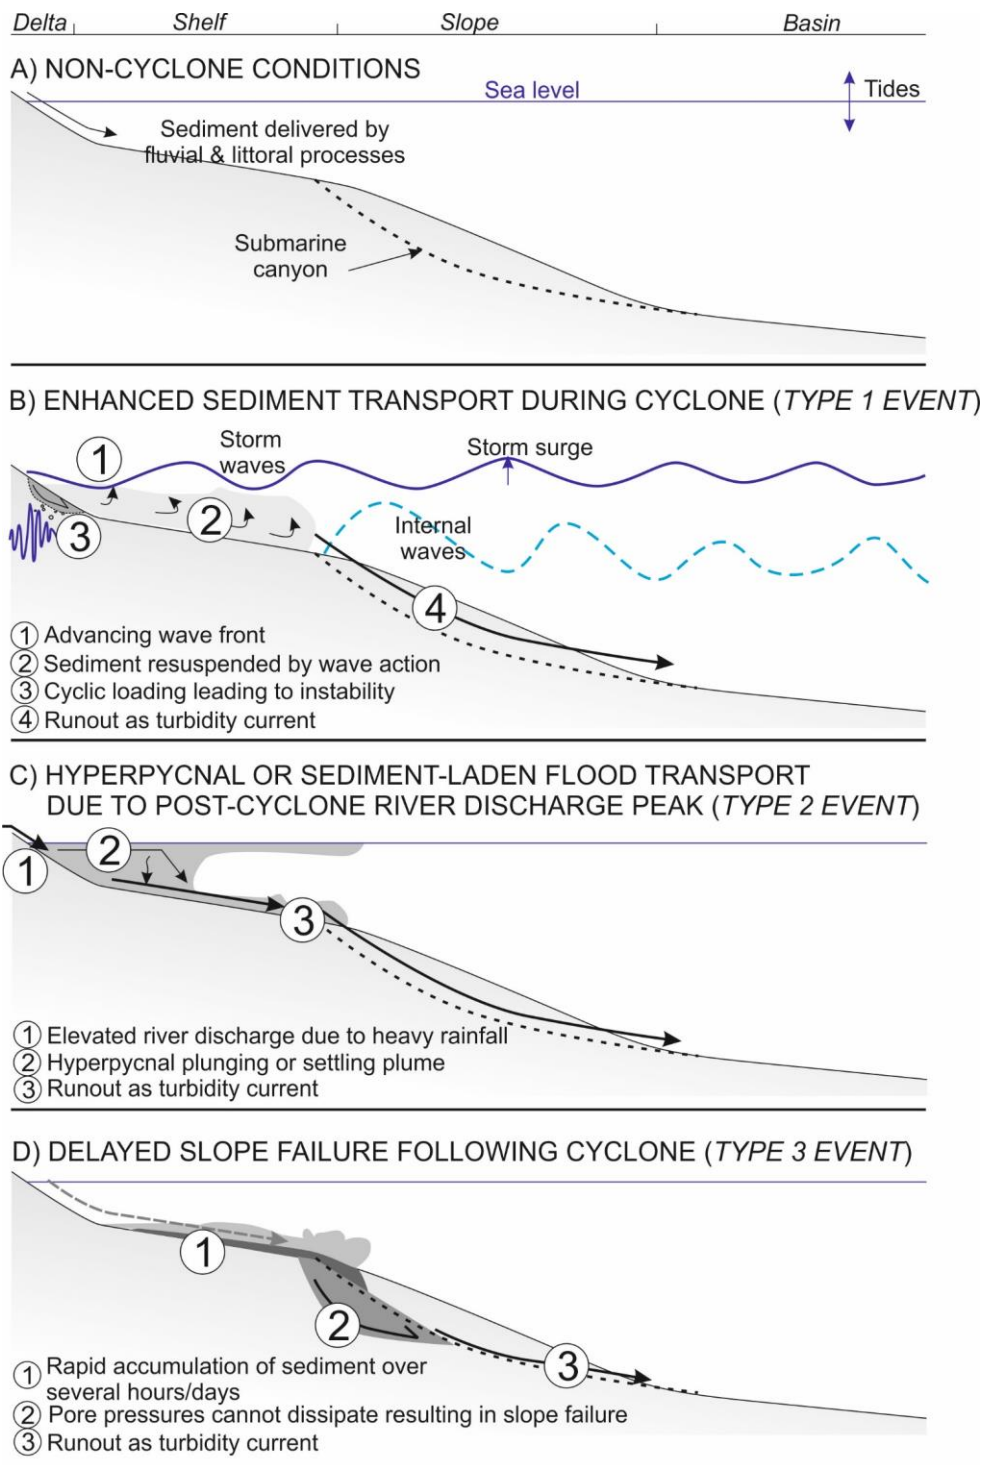 Delta Shelf Slope Basin
A) NON-CYCLONE CONDITIONS
Sea level
Tides
Sediment delivered by
fluvial & littoral processes
Submarine
canyon
B) ENHANCED SEDIMENT TRANSPORT DURING CYCLONE (TYPE 1 EVENT)
Storm
waves
Storm surge
1
2
3
Internal
waves
4
1 Advancing wave front
2 Sediment resuspended by wave action
3 Cyclic loading leading to instability
4 Runout as turbidity current
C) HYPERPYCNAL OR SEDIMENT-LADEN FLOOD TRANSPORT
DUE TO POST-CYCLONE RIVER DISCHARGE PEAK (TYPE 2 EVENT)
1
2
3
1 Elevated river discharge due to heavy rainfall
2 Hyperpycnal plunging or settling plume
3 Runout as turbidity current
D) DELAYED SLOPE FAILURE FOLLOWING CYCLONE (TYPE 3 EVENT)
1
2
3
1 Rapid accumulation of sediment over
several hours/days
2 Pore pressures cannot dissipate resulting in slope failure
3 Runout as turbidity current